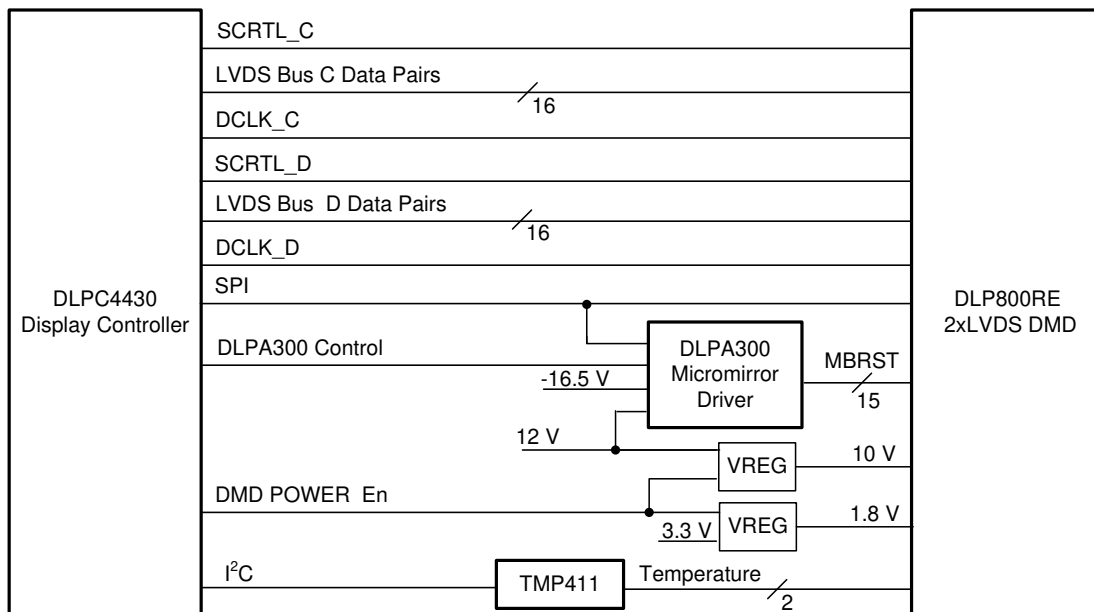 SCRTL_C
LVDS Bus C Data Pairs
16
DCLK_C
SCRTL_D
LVDS Bus  D Data Pairs
16
DCLK_D
SPI
DLPC4430
Display Controller
DLP800RE
2xLVDS DMD
DLPA300 Control
DLPA300
Micromirror
Driver
MBRST
15
-16.5 V
12 V
VREG
10 V
DMD POWER  En
3.3 V
VREG
1.8 V
I²C
TMP411
Temperature
2